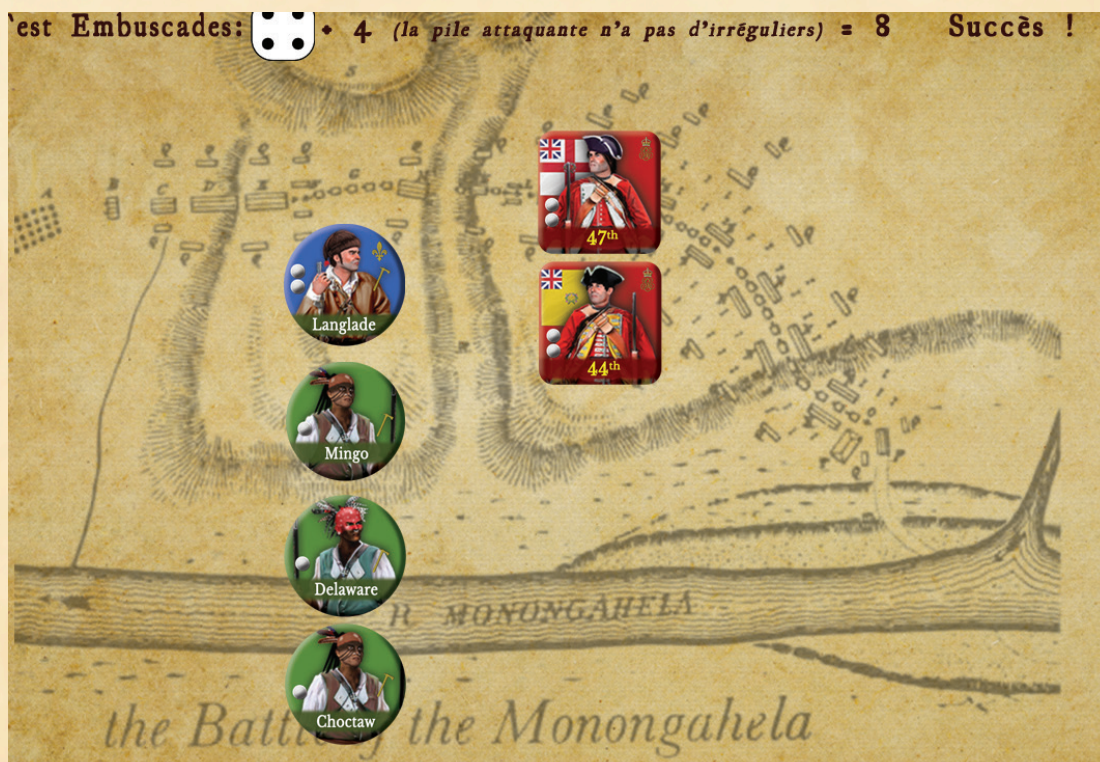 'est Embuscades: + 4 (la pile attaquante n'a pas d'irréguliers) = 8 Succès !
47th
44th
Langlade
Mingo
Delaware
Choctaw
R MONONGAHELA
the Battle of the Monongahela